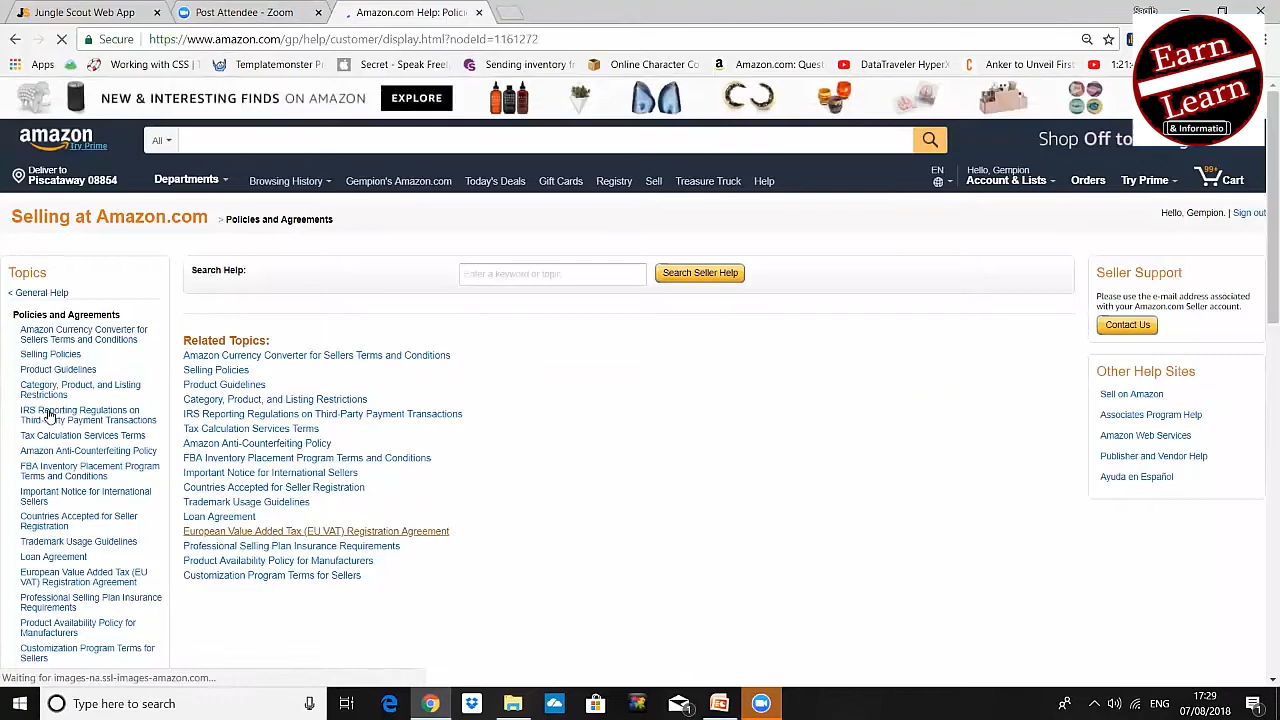 Jungle Scout Web App
Post Attendee - Zoom
Amazon.com Help: Polici
Secure
https://www.amazon.com/gp/help/customer/display.html?nodeId=1161272
Apps
Working with CSS
Templatemonster P
Secret - Speak Free
Sending inventory f
Online Character Co
Amazon.com: Quest
DataTraveler HyperX
Anker to Unveil First
1:21:
Earn
Learn
& Informatio
NEW & INTERESTING FINDS ON AMAZON
EXPLORE
amazon
Try Prime
All
Shop Off to
Deliver to
Piscataway 08854
Departments
Browsing History
Gempion's Amazon.com
Today's Deals
Gift Cards
Registry
Sell
Treasure Truck
Help
EN
Hello, Gempion
Account & Lists
Orders
Try Prime
99+
Cart
Selling at Amazon.com
> Policies and Agreements
Hello, Gempion. | Sign out
Topics
< General Help
Policies and Agreements
Amazon Currency Converter for
Sellers Terms and Conditions
Selling Policies
Product Guidelines
Category, Product, and Listing
Restrictions
IRS Reporting Regulations on
Third-Party Payment Transactions
Tax Calculation Services Terms
Amazon Anti-Counterfeiting Policy
FBA Inventory Placement Program
Terms and Conditions
Important Notice for International
Sellers
Countries Accepted for Seller
Registration
Trademark Usage Guidelines
Loan Agreement
European Value Added Tax (EU
VAT) Registration Agreement
Professional Selling Plan Insurance
Requirements
Product Availability Policy for
Manufacturers
Customization Program Terms for
Sellers
Search Help:
Enter a keyword or topic.
Search Seller Help
Related Topics:
Amazon Currency Converter for Sellers Terms and Conditions
Selling Policies
Product Guidelines
Category, Product, and Listing Restrictions
IRS Reporting Regulations on Third-Party Payment Transactions
Tax Calculation Services Terms
Amazon Anti-Counterfeiting Policy
FBA Inventory Placement Program Terms and Conditions
Important Notice for International Sellers
Countries Accepted for Seller Registration
Trademark Usage Guidelines
Loan Agreement
European Value Added Tax (EU VAT) Registration Agreement
Professional Selling Plan Insurance Requirements
Product Availability Policy for Manufacturers
Customization Program Terms for Sellers
Seller Support
Please use the e-mail address associated
with your Amazon.com Seller account.
Contact Us
Other Help Sites
Sell on Amazon
Associates Program Help
Amazon Web Services
Publisher and Vendor Help
Ayuda en Español
Waiting for images-na.ssl-images-amazon.com...
Type here to search
ENG
17:29
07/08/2018